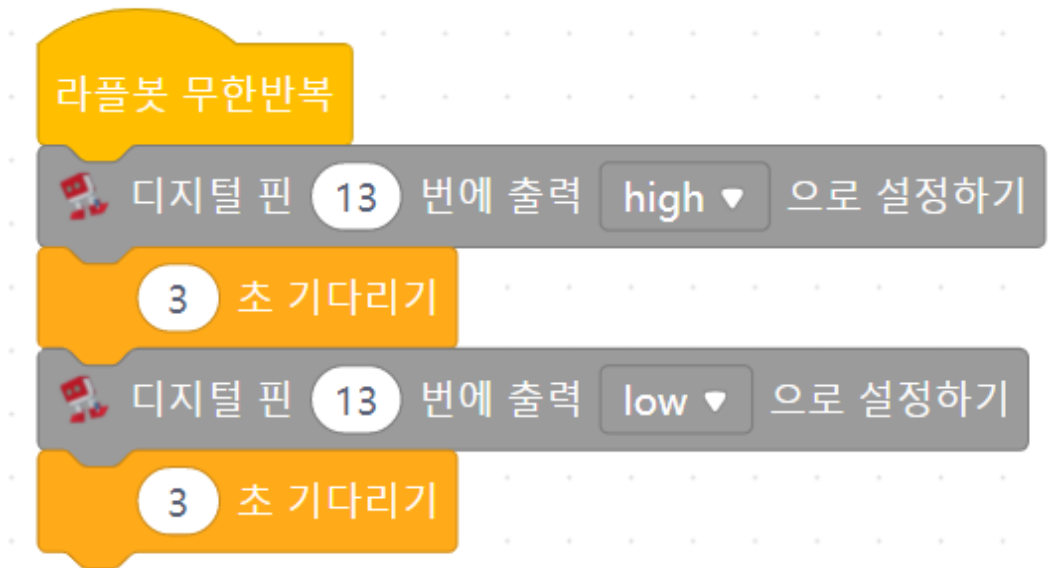 라플봇 무한반복
디지털 핀 13 번에 출력 high 으로 설정하기
3 초 기다리기
디지털 핀 13 번에 출력 low 으로 설정하기
3 초 기다리기